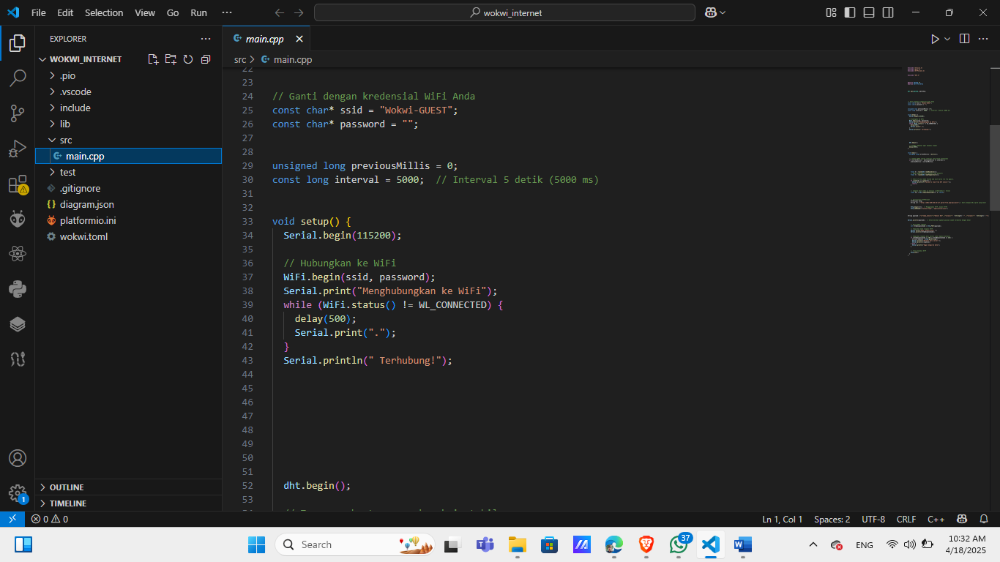 File Edit Selection View Go Run ···
wokwi_internet
EXPLORER
WOKWI_INTERNET
.pio
.vscode
include
lib
src
main.cpp
test
.gitignore
diagram.json
platformio.ini
wokwi.toml
OUTLINE
TIMELINE
main.cpp
src > main.cpp
22
23
24 // Ganti dengan kredensial WiFi Anda
25 const char* ssid = "Wokwi-GUEST";
26 const char* password = "";
27
28
29 unsigned long previousMillis = 0;
30 const long interval = 5000;  // Interval 5 detik (5000 ms)
31
32
33 void setup() {
34   Serial.begin(115200);
35
36   // Hubungkan ke WiFi
37   WiFi.begin(ssid, password);
38   Serial.print("Menghubungkan ke WiFi");
39   while (WiFi.status() != WL_CONNECTED) {
40     delay(500);
41     Serial.print(".");
42   }
43   Serial.println(" Terhubung!");
44
45
46
47
48
49
50
51
52   dht.begin();
53
1
0 0
Ln 1, Col 1 Spaces: 2 UTF-8 CRLF C++
Search
37
ENG
10:32 AM
4/18/2025